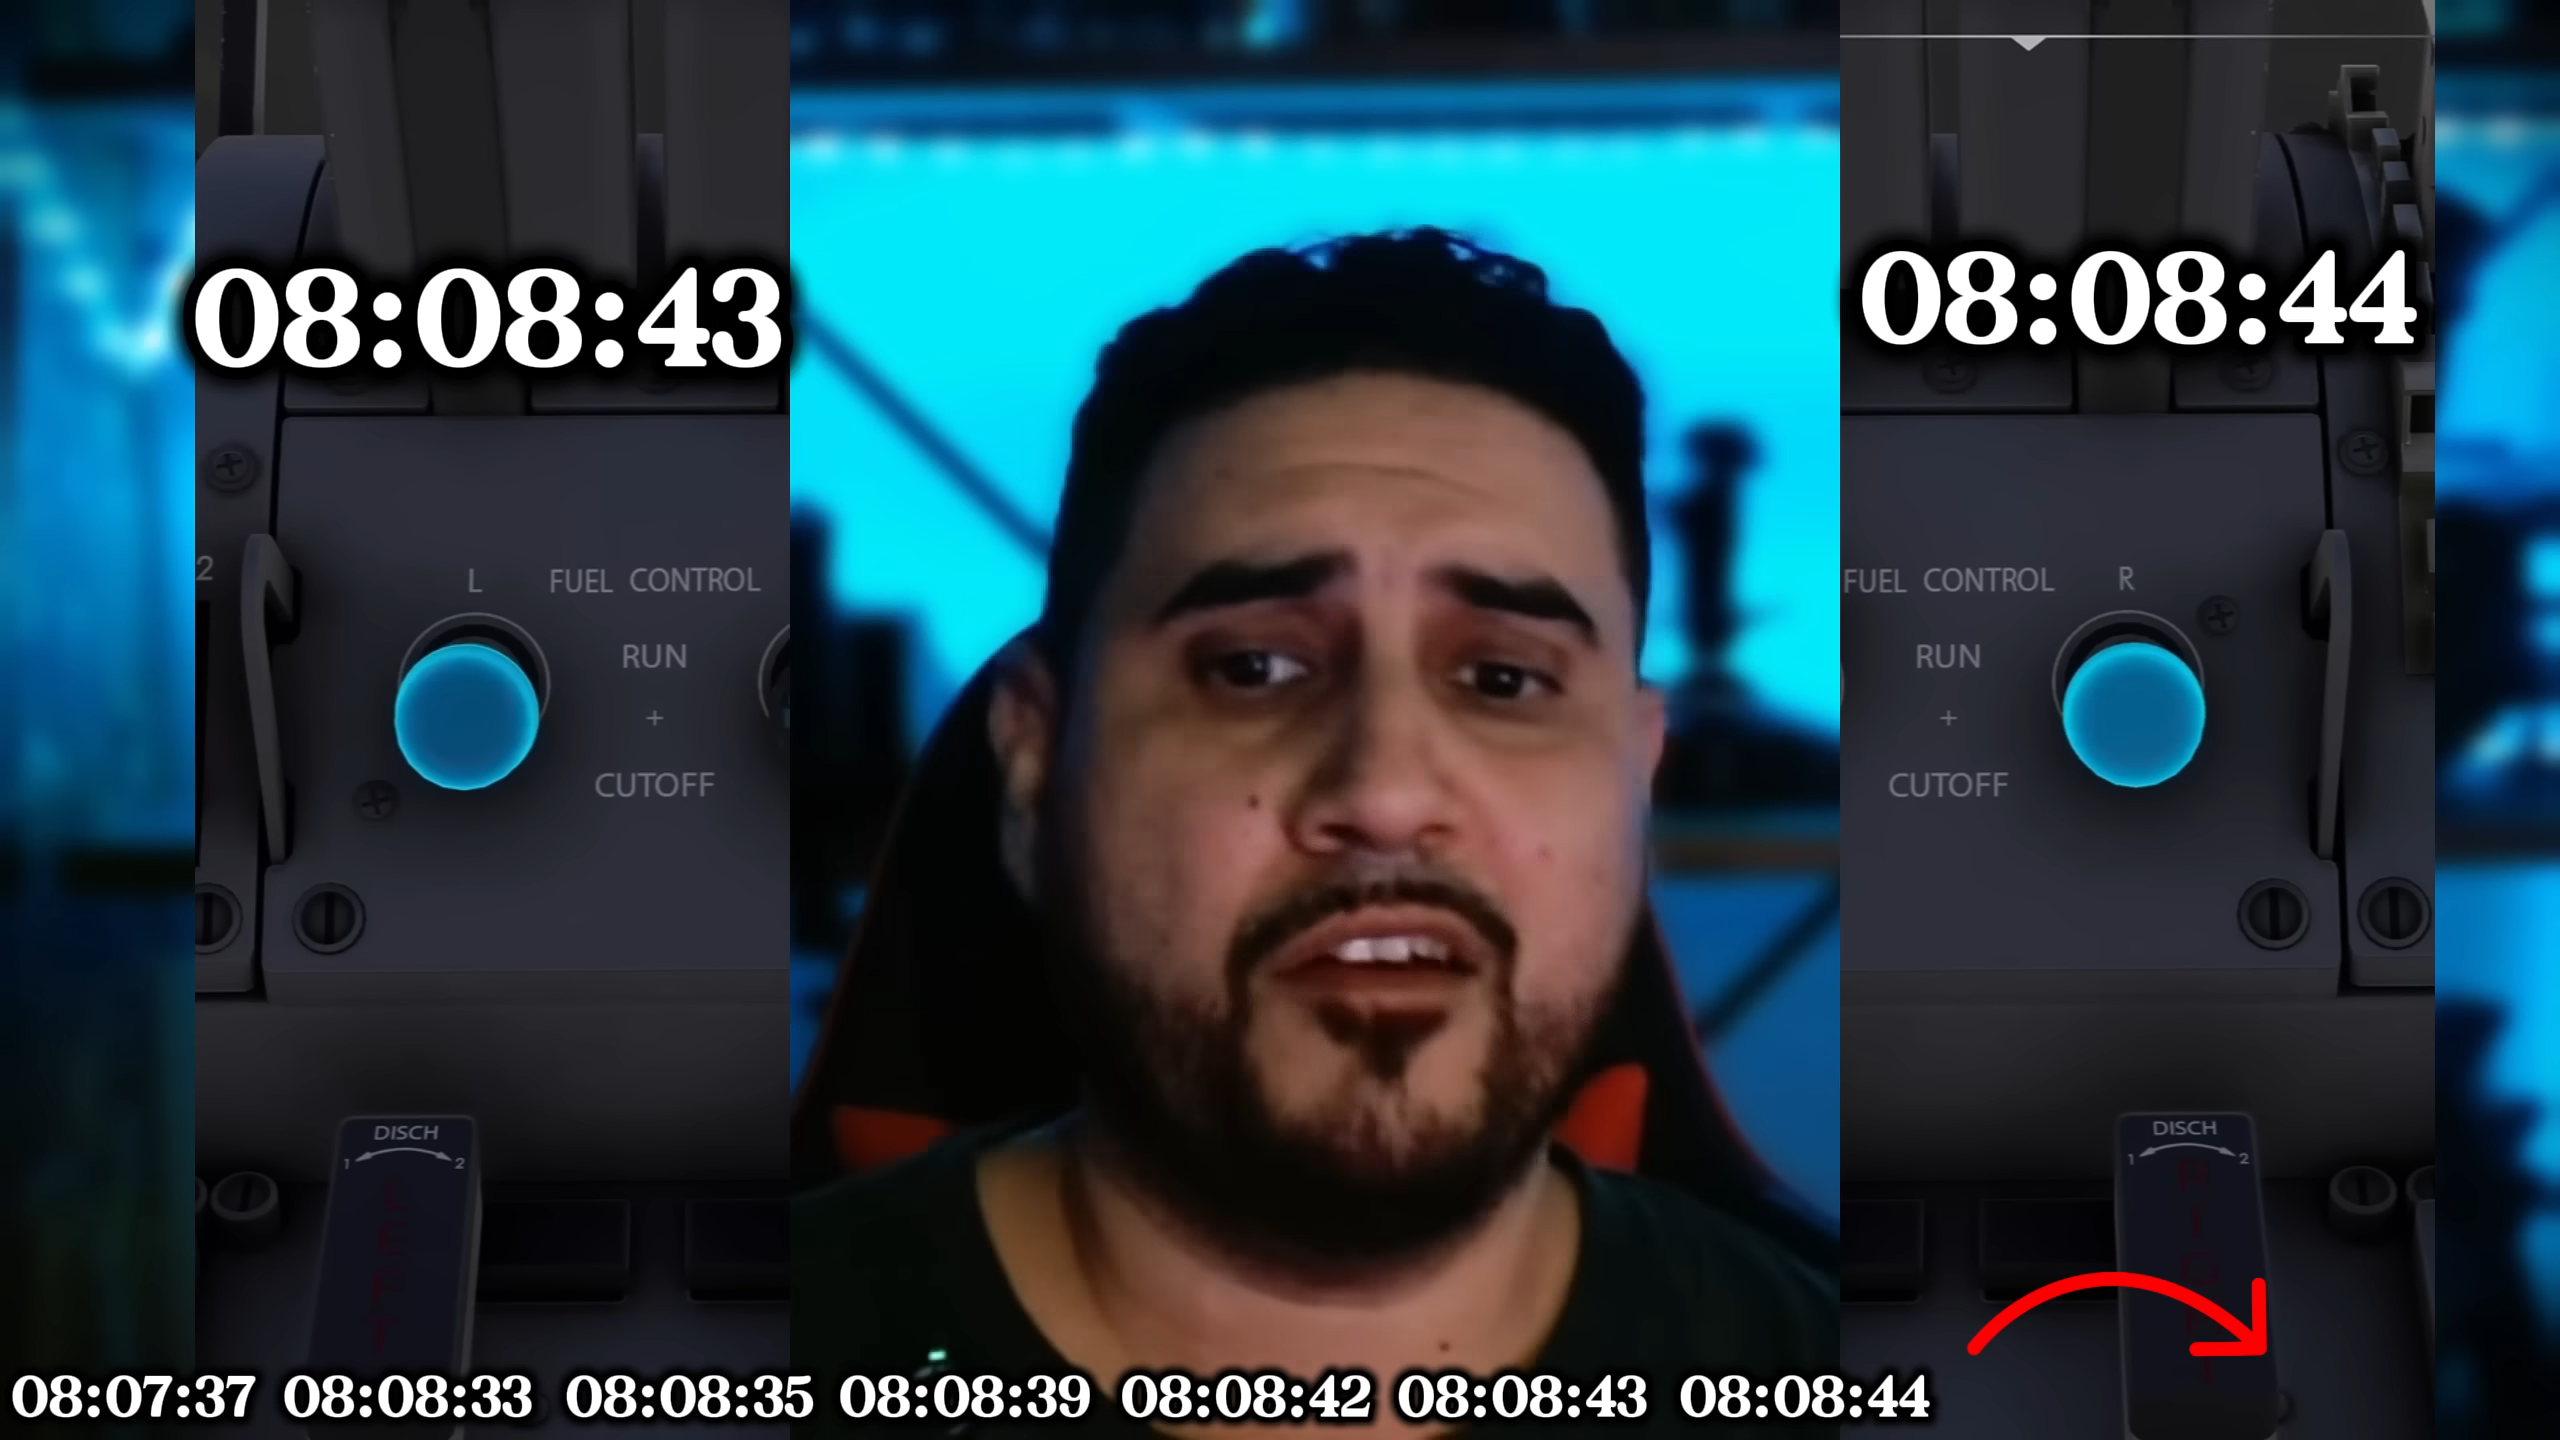 08:08:43
08:08:44
2
L FUEL CONTROL
RUN
+
CUTOFF
FUEL CONTROL R
RUN
+
CUTOFF
DISCH
1 2
LEFT
DISCH
1 2
08:07:37 08:08:33 08:08:35 08:08:39 08:08:42 08:08:43 08:08:44